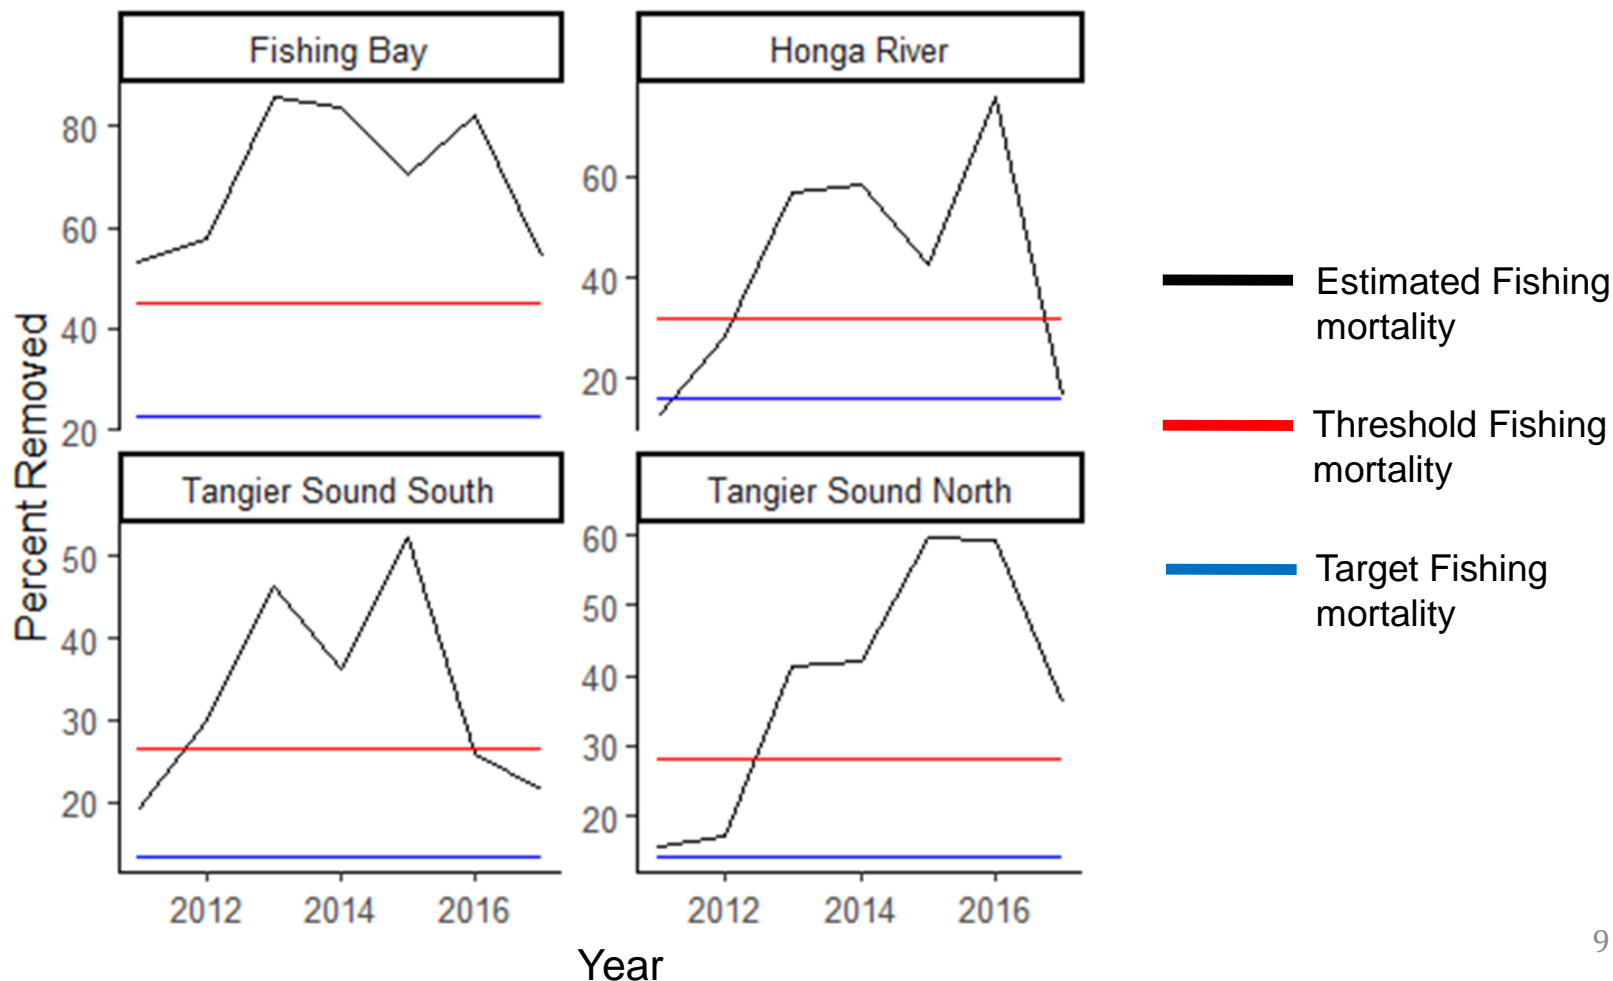 Fishing Bay
Honga River
80
60
40
20
60
40
20
Percent Removed
Tangier Sound South
Tangier Sound North
50
40
30
20
60
50
40
30
20
2012 2014 2016
2012 2014 2016
Year
Estimated Fishing
mortality
Threshold Fishing
mortality
Target Fishing
mortality
9